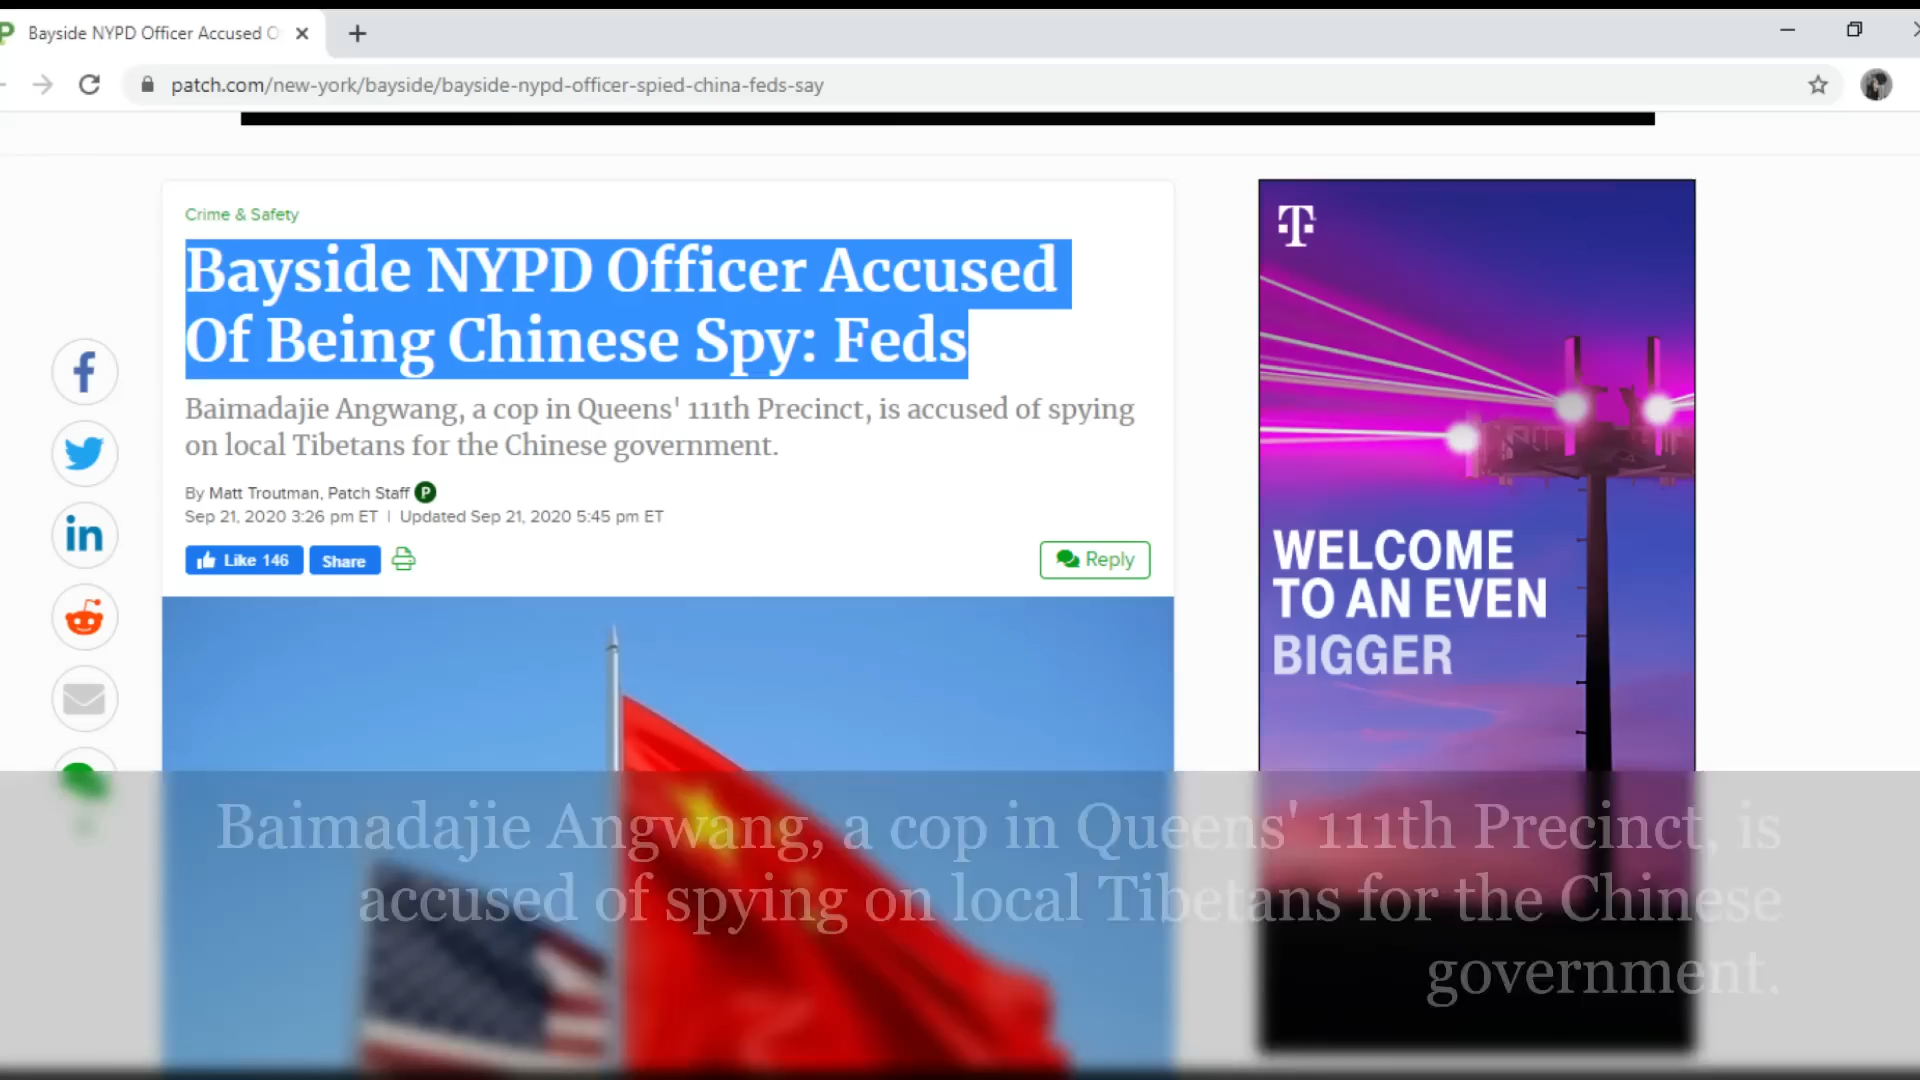 Bayside NYPD Officer Accused O
patch.com/new-york/bayside/bayside-nypd-officer-spied-china-feds-say
Crime & Safety
Bayside NYPD Officer Accused
Of Being Chinese Spy: Feds
Baimadajie Angwang, a cop in Queens' 111th Precinct, is accused of spying
on local Tibetans for the Chinese government.
By Matt Troutman, Patch Staff P
Sep 21, 2020 3:26 pm ET | Updated Sep 21, 2020 5:45 pm ET
Like 146 Share
Reply
T
WELCOME
TO AN EVEN
BIGGER
Baimadajie Angwang, a cop in Queens' 111th Precinct, is
accused of spying on local Tibetans for the Chinese
government.